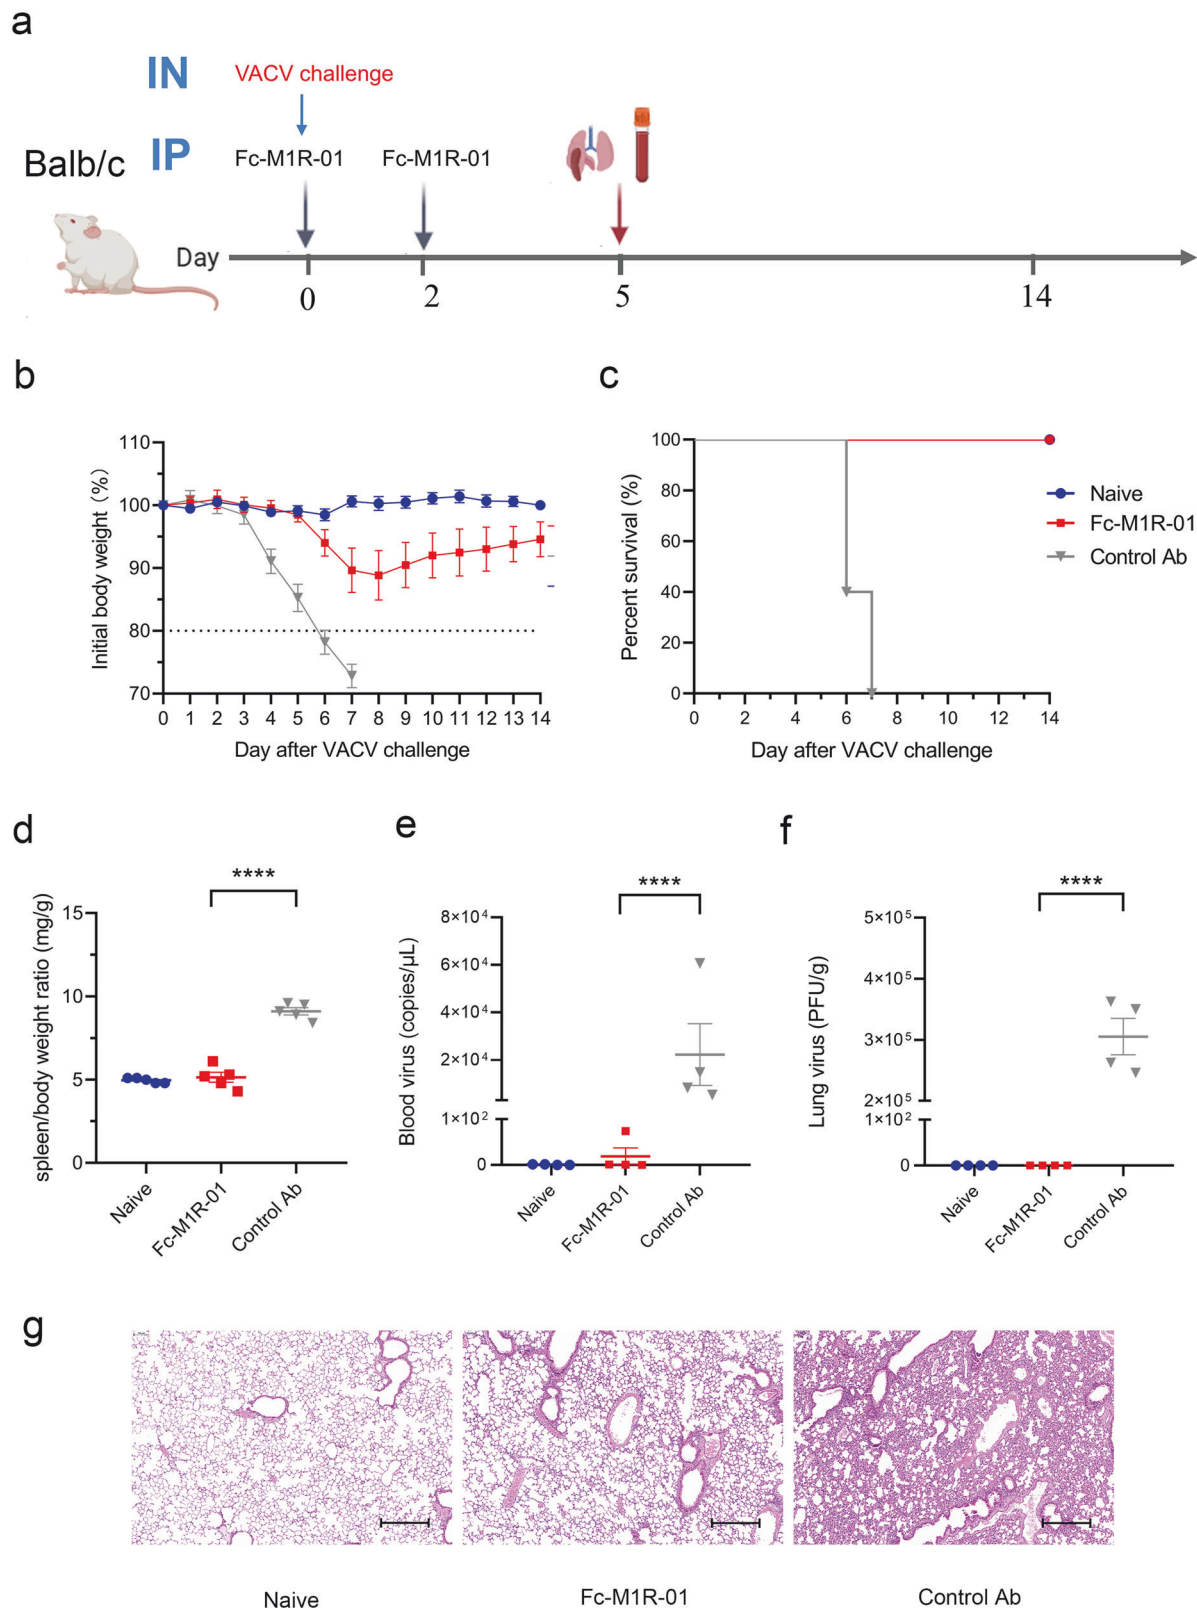 a
IN
VACV challenge
IP
Fc-M1R-01
Fc-M1R-01
Balb/c
Day
0
2
5
14
b
110
100
90
80
70
Initial body weight (%)
0 1 2 3 4 5 6 7 8 9 10 11 12 13 14
Day after VACV challenge
c
100
80
60
40
20
0
Percent survival (%)
0 2 4 6 8 10 12 14
Day after VACV challenge
Naive
Fc-M1R-01
Control Ab
d
****
15
10
5
0
spleen/body weight ratio (mg/g)
Naive
Fc-M1R-01
Control Ab
e
****
8×10⁴
6×10⁴
4×10⁴
2×10⁴
1×10²
0
Blood virus (copies/μL)
Naive
Fc-M1R-01
Control Ab
f
****
5×10⁵
4×10⁵
3×10⁵
2×10⁵
1×10²
0
Lung virus (PFU/g)
Naive
Fc-M1R-01
Control Ab
g
Naive
Fc-M1R-01
Control Ab